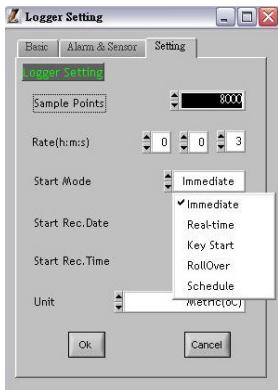 Logger Setting
Basic Alarm & Sensor Setting
Logger Setting
Sample Points 8000
Rate(h:m:s) 0 0 3
Start Mode Immediate
✔Immediate
Real-time
Start Rec.Date
Key Start
RollOver
Start Rec.Time
Schedule
Unit Metric(oC)
Ok Cancel